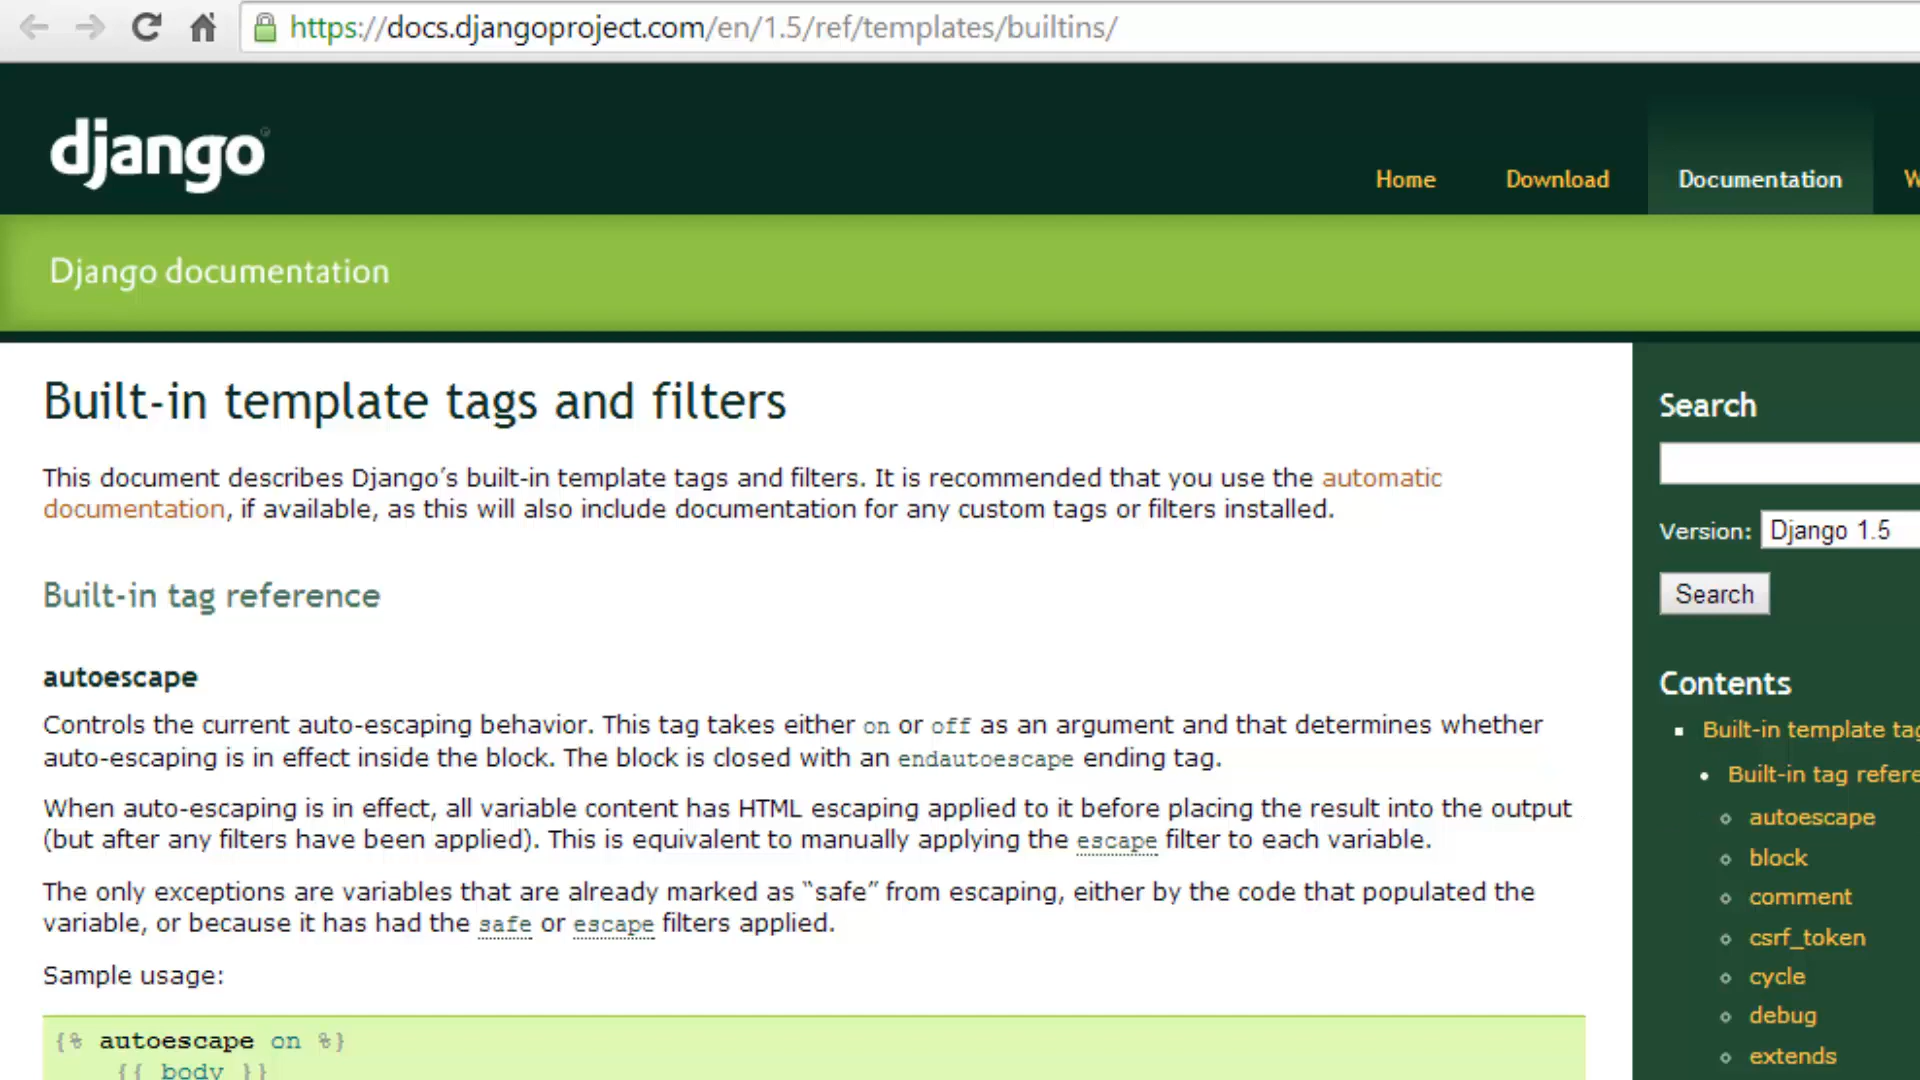 https://docs.djangoproject.com/en/1.5/ref/templates/builtins/
django
Home
Download
Documentation
Django documentation
Built-in template tags and filters
This document describes Django’s built-in template tags and filters. It is recommended that you use the automatic
documentation, if available, as this will also include documentation for any custom tags or filters installed.
Built-in tag reference
autoescape
Controls the current auto-escaping behavior. This tag takes either on or off as an argument and that determines whether
auto-escaping is in effect inside the block. The block is closed with an endautoescape ending tag.
When auto-escaping is in effect, all variable content has HTML escaping applied to it before placing the result into the output
(but after any filters have been applied). This is equivalent to manually applying the escape filter to each variable.
The only exceptions are variables that are already marked as “safe” from escaping, either by the code that populated the
variable, or because it has had the safe or escape filters applied.
Sample usage:
{% autoescape on %}
{{ body }}
Search
Version: Django 1.5
Search
Contents
Built-in template
Built-in tag
autoescape
block
comment
csrf_token
cycle
debug
extends